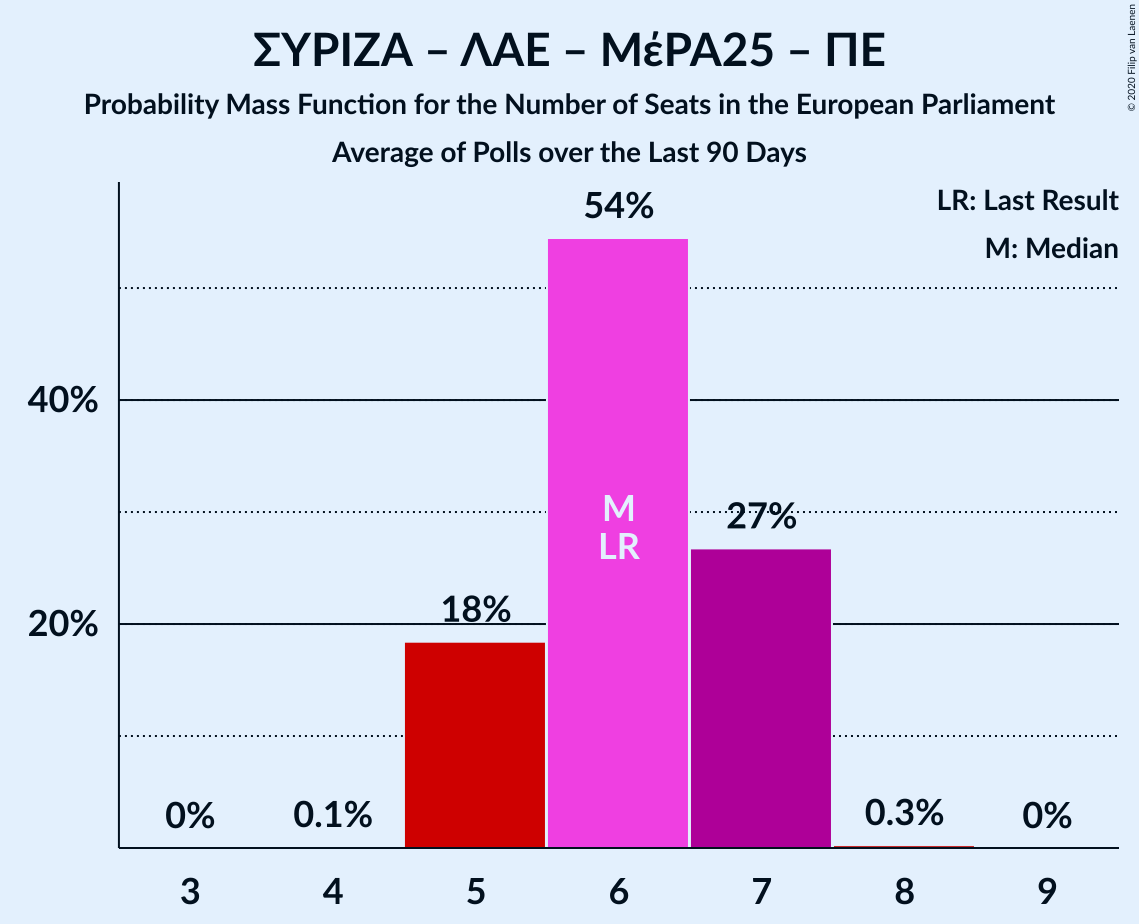 ΣΥΡΙΖΑ – ΛΑΕ – ΜέΡΑ25 – ΠΕ
Probability Mass Function for the Number of Seats in the European Parliament
Average of Polls over the Last 90 Days
© 2020 Filip van Laenen
LR: Last Result
M: Median
54%
40%
M
LR
27%
20%
18%
0%
0.1%
0.3%
0%
3 4 5 6 7 8 9